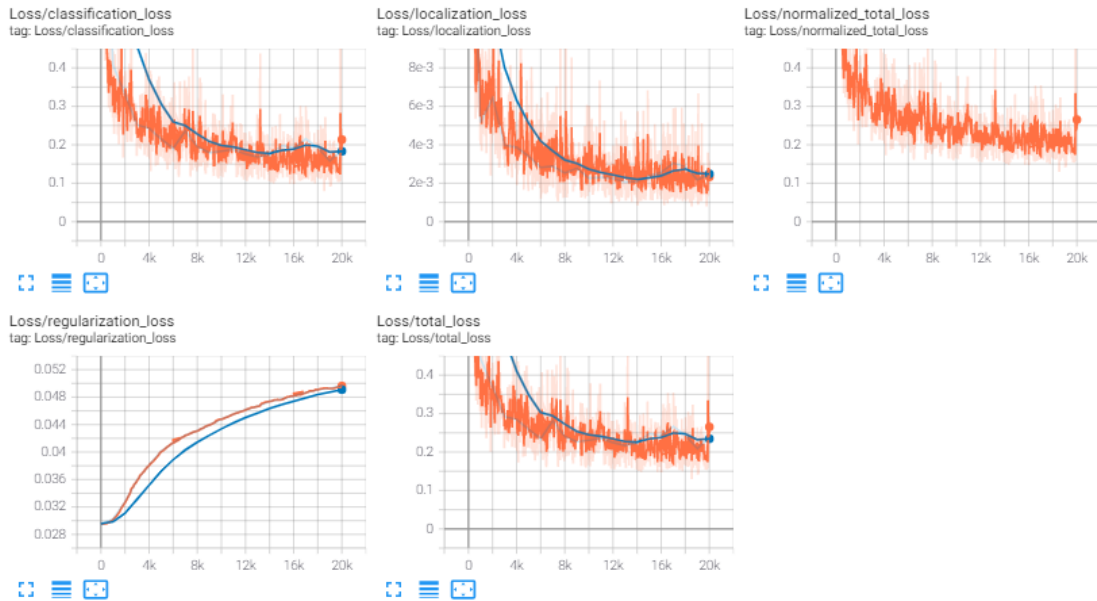 Loss/classification_loss
tag: Loss/classification_loss
0.4
0.3
0.2
0.1
0
0 4k 8k 12k 16k 20k
Loss/localization_loss
tag: Loss/localization_loss
8e-3
6e-3
4e-3
2e-3
0
0 4k 8k 12k 16k 20k
Loss/normalized_total_loss
tag: Loss/normalized_total_loss
0.4
0.3
0.2
0.1
0
0 4k 8k 12k 16k 20k
Loss/regularization_loss
tag: Loss/regularization_loss
0.052
0.048
0.044
0.04
0.036
0.032
0.028
0 4k 8k 12k 16k 20k
Loss/total_loss
tag: Loss/total_loss
0.4
0.3
0.2
0.1
0
0 4k 8k 12k 16k 20k